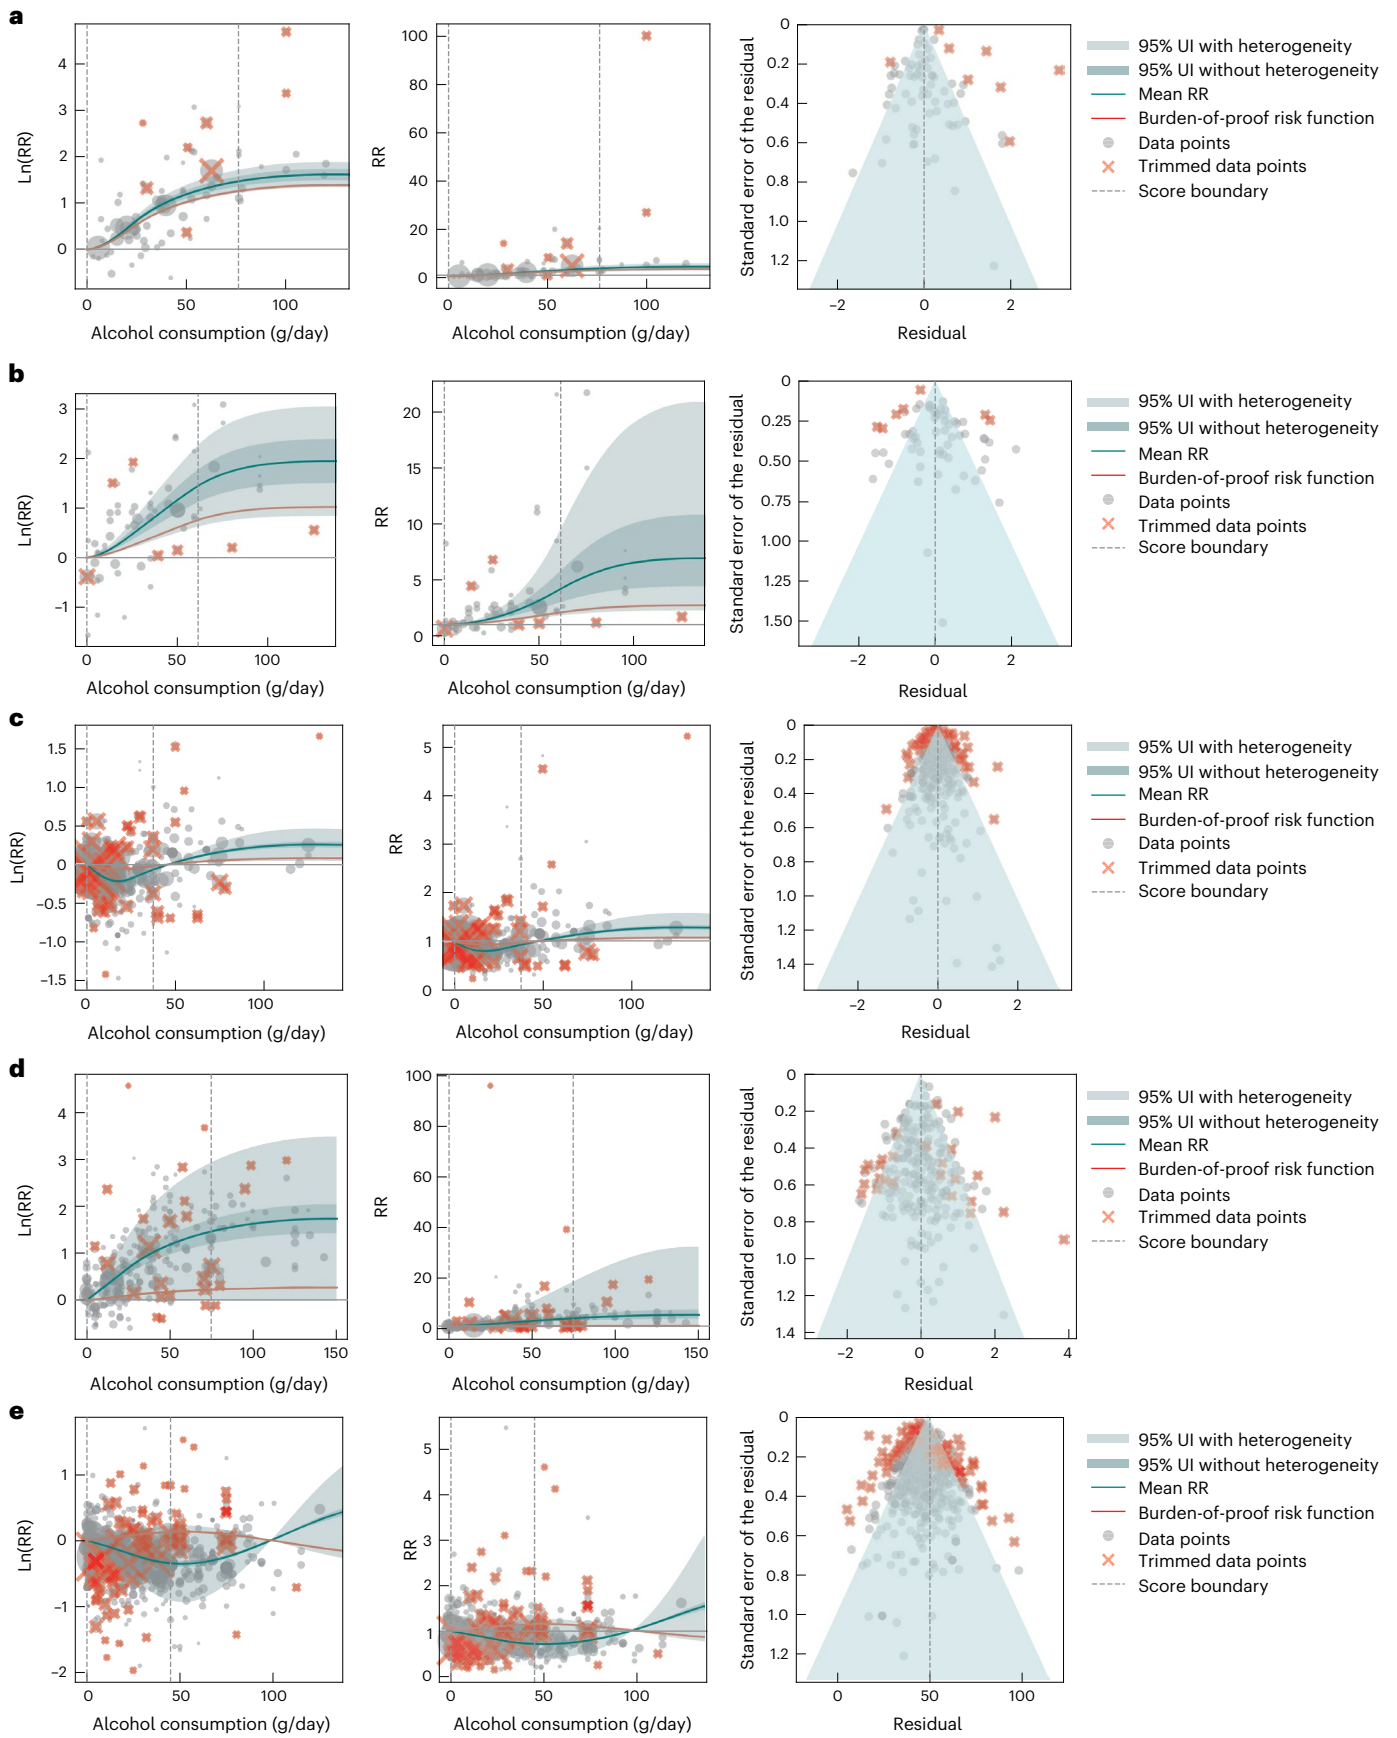 a
Ln(RR)
4
3
2
1
0
0
50
100
Alcohol consumption (g/day)
RR
100
80
60
40
20
0
0
50
100
Alcohol consumption (g/day)
Standard error of the residual
0
0.2
0.4
0.6
0.8
1.0
1.2
−2
0
2
Residual
95% UI with heterogeneity
95% UI without heterogeneity
Mean RR
Burden-of-proof risk function
Data points
Trimmed data points
Score boundary
b
Ln(RR)
3
2
1
0
−1
0
50
100
Alcohol consumption (g/day)
RR
20
15
10
5
0
0
50
100
Alcohol consumption (g/day)
Standard error of the residual
0
0.25
0.50
0.75
1.00
1.25
1.50
−2
0
2
Residual
95% UI with heterogeneity
95% UI without heterogeneity
Mean RR
Burden-of-proof risk function
Data points
Trimmed data points
Score boundary
c
Ln(RR)
1.5
1.0
0.5
0
−0.5
−1.0
−1.5
0
50
100
Alcohol consumption (g/day)
RR
5
4
3
2
1
0
0
50
100
Alcohol consumption (g/day)
Standard error of the residual
0
0.2
0.4
0.6
0.8
1.0
1.2
1.4
−2
0
2
Residual
95% UI with heterogeneity
95% UI without heterogeneity
Mean RR
Burden-of-proof risk function
Data points
Trimmed data points
Score boundary
d
Ln(RR)
4
3
2
1
0
0
50
100
150
Alcohol consumption (g/day)
RR
100
80
60
40
20
0
0
50
100
150
Alcohol consumption (g/day)
Standard error of the residual
0
0.2
0.4
0.6
0.8
1.0
1.2
1.4
−2
0
2
4
Residual
95% UI with heterogeneity
95% UI without heterogeneity
Mean RR
Burden-of-proof risk function
Data points
Trimmed data points
Score boundary
e
Ln(RR)
1
0
−1
−2
0
50
100
Alcohol consumption (g/day)
RR
5
4
3
2
1
0
0
50
100
Alcohol consumption (g/day)
Standard error of the residual
0
0.2
0.4
0.6
0.8
1.0
1.2
0
50
100
Residual
95% UI with heterogeneity
95% UI without heterogeneity
Mean RR
Burden-of-proof risk function
Data points
Trimmed data points
Score boundary